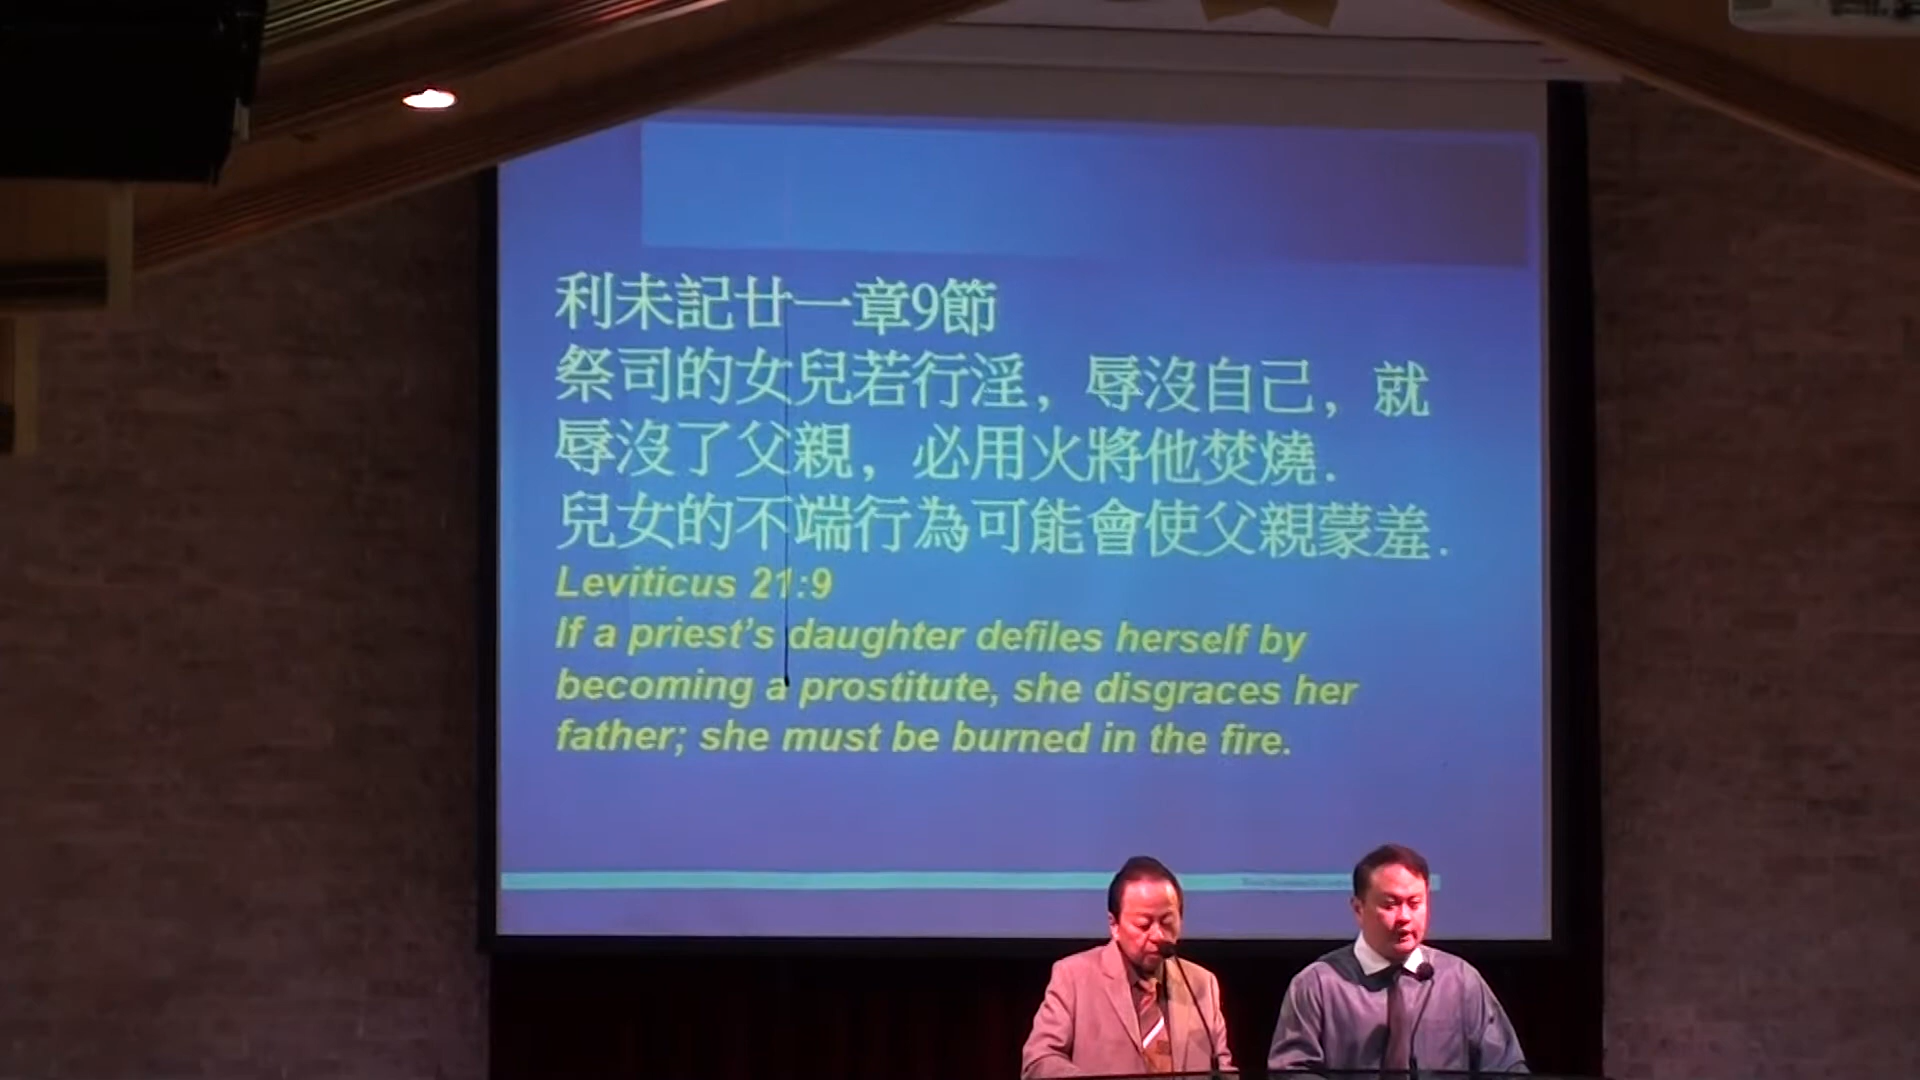 利未記廿一章9節
祭司的女兒若行淫，辱沒自己，就
辱沒了父親，必用火將他焚燒.
兒女的不端行為可能會使父親蒙羞.
Leviticus 21:9
If a priest’s daughter defiles herself by
becoming a prostitute, she disgraces her
father; she must be burned in the fire.